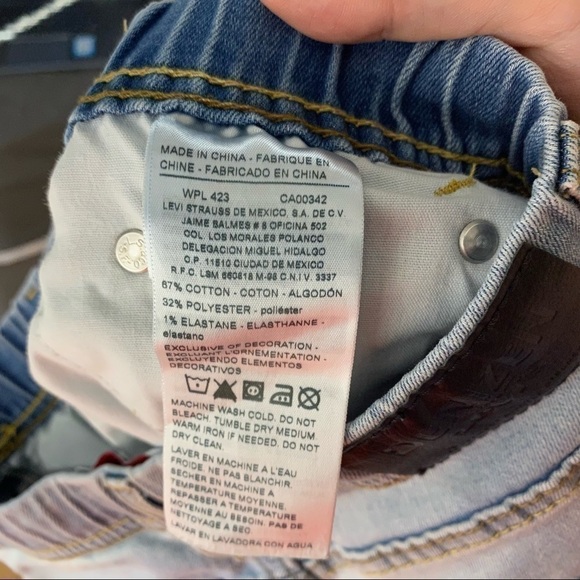 MADE IN CHINA - FABRIQUE EN
CHINE - FABRICADO EN CHINA
WPL 423 CA00342
LEVI STRAUSS DE MEXICO, S.A. DE C.V.
JAIME BALMES # 8 OFICINA 502
COL. LOS MORALES POLANCO
DELEGACION MIGUEL HIDALGO
C.P. 11510 CIUDAD DE MEXICO
R.F.C. LSM 660618 M-98 C.N.I V. 3337
67% COTTON - COTON - ALGODÓN
32% POLYESTER - poliéster
1% ELASTANE - ELASTHANNE -
elastano
EXCLUSIVE OF DECORATION -
EXCLUANT L'ORNEMENTATION -
EXCLUYENDO ELEMENTOS
DECORATIVOS
MACHINE WASH COLD. DO NOT
BLEACH. TUMBLE DRY MEDIUM.
WARM IRON IF NEEDED. DO NOT
DRY CLEAN.
LAVER EN MACHINE A L'EAU
FROIDE. NE PAS BLANCHIR.
SECHER EN MACHINE A
TEMPERATURE MOYENNE.
REPASSER A TEMPERATURE
MOYENNE AU BESOIN. PAS DE
NETTOYAGE A SEC.
LAVAR EN LAVADORA CON AGUA